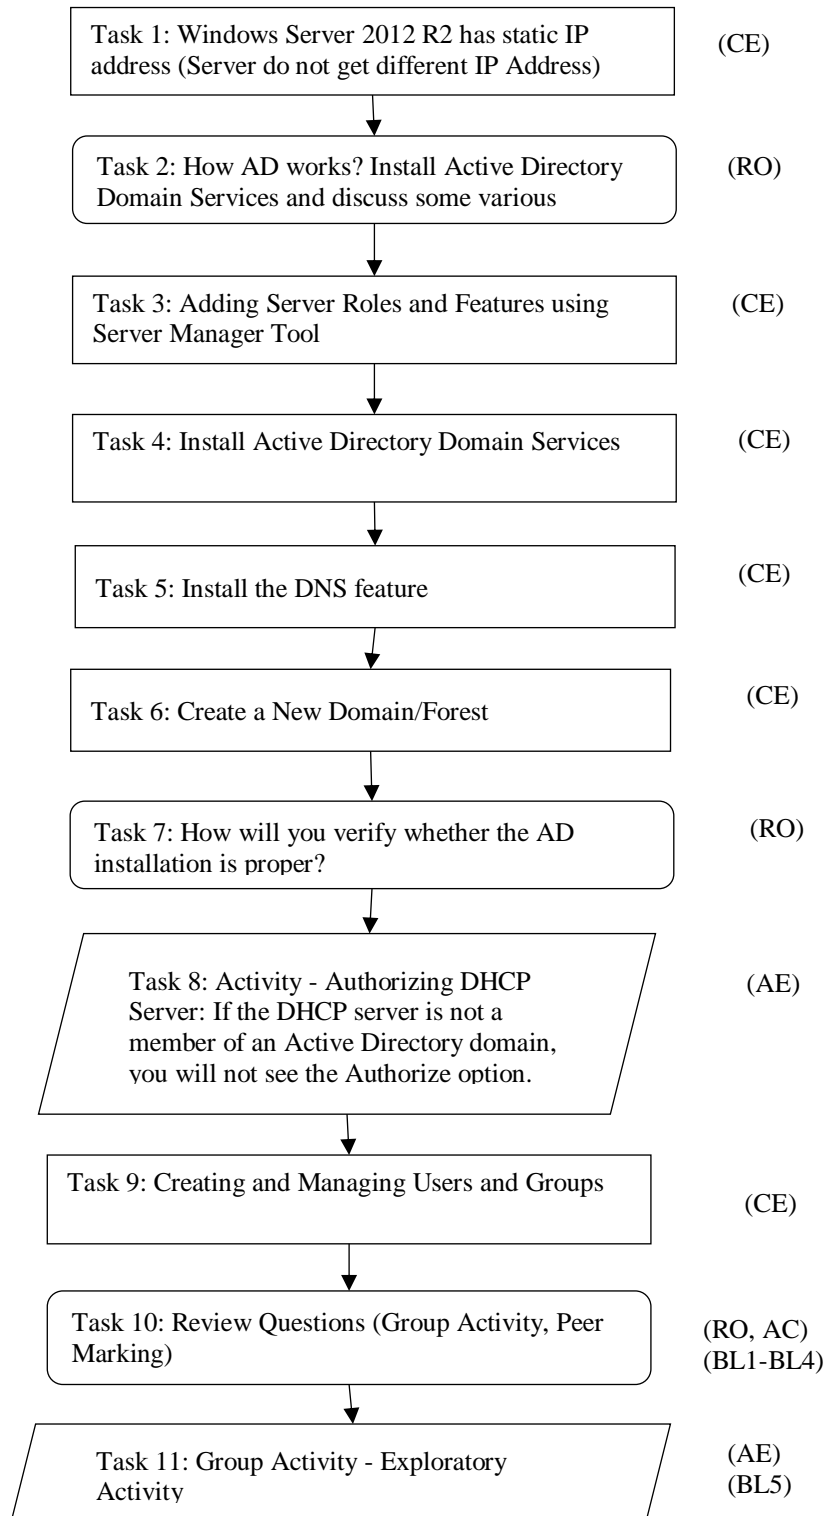 Task 1: Windows Server 2012 R2 has static IP
address (Server do not get different IP Address)
(CE)
Task 2: How AD works? Install Active Directory
Domain Services and discuss some various
(RO)
Task 3: Adding Server Roles and Features using
Server Manager Tool
(CE)
Task 4: Install Active Directory Domain Services
(CE)
Task 5: Install the DNS feature
(CE)
Task 6: Create a New Domain/Forest
(CE)
Task 7: How will you verify whether the AD
installation is proper?
(RO)
Task 8: Activity - Authorizing DHCP
Server: If the DHCP server is not a
member of an Active Directory domain,
you will not see the Authorize option.
(AE)
Task 9: Creating and Managing Users and Groups
(CE)
Task 10: Review Questions (Group Activity, Peer
Marking)
(RO, AC)
(BL1-BL4)
Task 11: Group Activity - Exploratory
Activity
(AE)
(BL5)